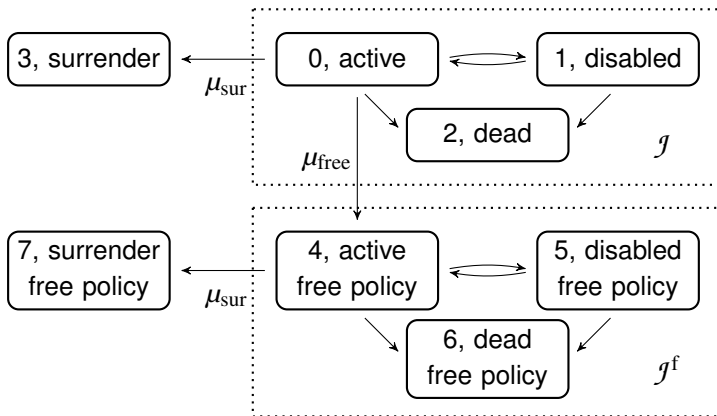 3, surrender
0, active
1, disabled
μsur
2, dead
𝒥
μfree
7, surrender
free policy
4, active
free policy
5, disabled
free policy
μsur
6, dead
free policy
𝒥f